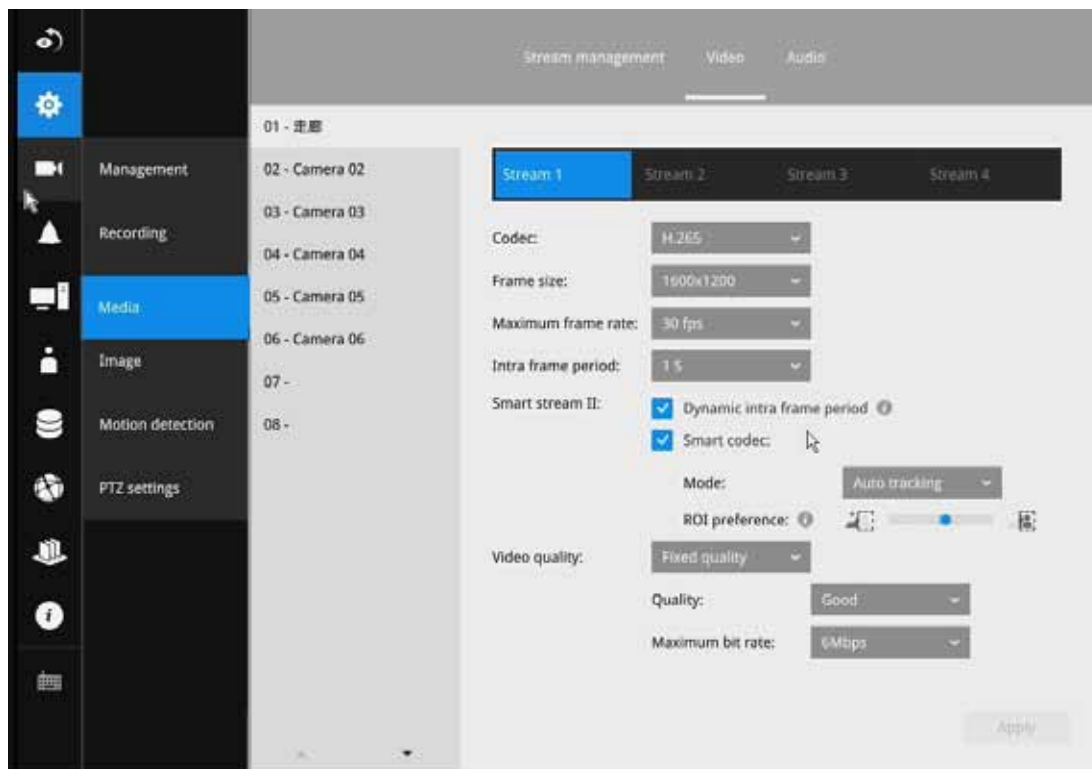 Stream management Video Audio
Management
Recording
Media
Image
Motion detection
PTZ settings
01 - 走廊
02 - Camera 02
03 - Camera 03
04 - Camera 04
05 - Camera 05
06 - Camera 06
07 -
08 -
Stream 1 Stream 2 Stream 3 Stream 4
Codec: H.265
Frame size: 1600x1200
Maximum frame rate: 30 fps
Intra frame period: 1 S
Smart stream II: Dynamic intra frame period i
Smart codec:
Mode: Auto tracking
ROI preference: i
Video quality: Fixed quality
Quality: Good
Maximum bit rate: 6Mbps
Apply